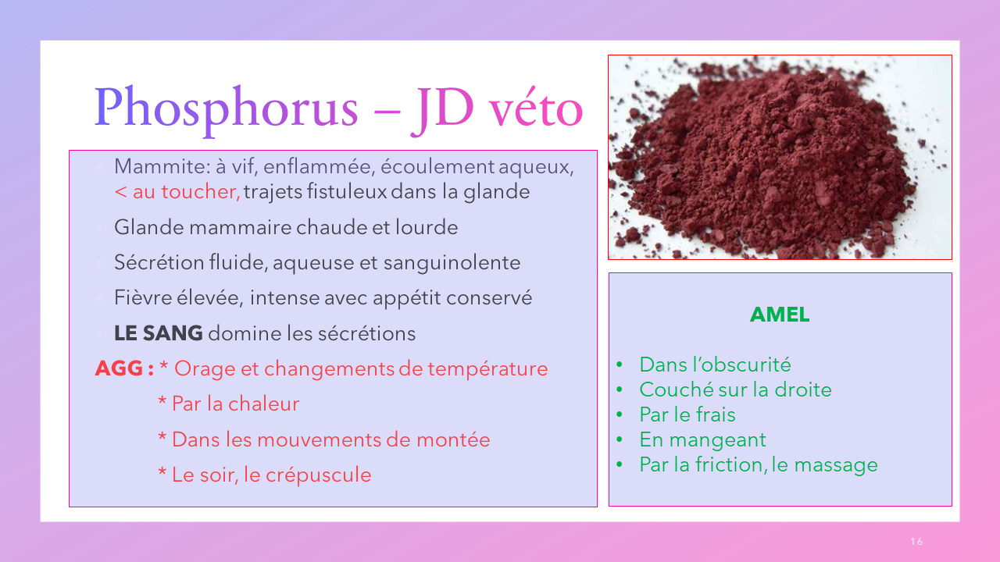 Phosphorus – JD véto
Mammite: à vif, enflammée, écoulement aqueux,
< au toucher, trajets fistuleux dans la glande
Glande mammaire chaude et lourde
Sécrétion fluide, aqueuse et sanguinolente
Fièvre élevée, intense avec appétit conservé
LE SANG domine les sécrétions
AGG : * Orage et changements de température
* Par la chaleur
* Dans les mouvements de montée
* Le soir, le crépuscule
AMEL
• Dans l’obscurité
• Couché sur la droite
• Par le frais
• En mangeant
• Par la friction, le massage
16